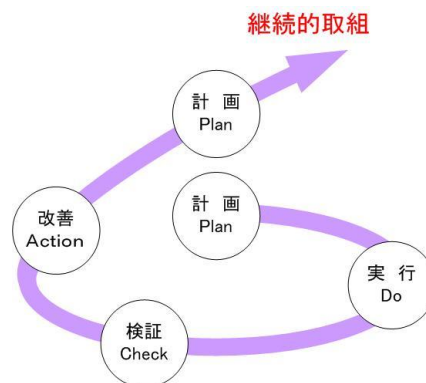 継続的取組
計 画
Plan
計 画
Plan
改善
Action
実 行
Do
検証
Check